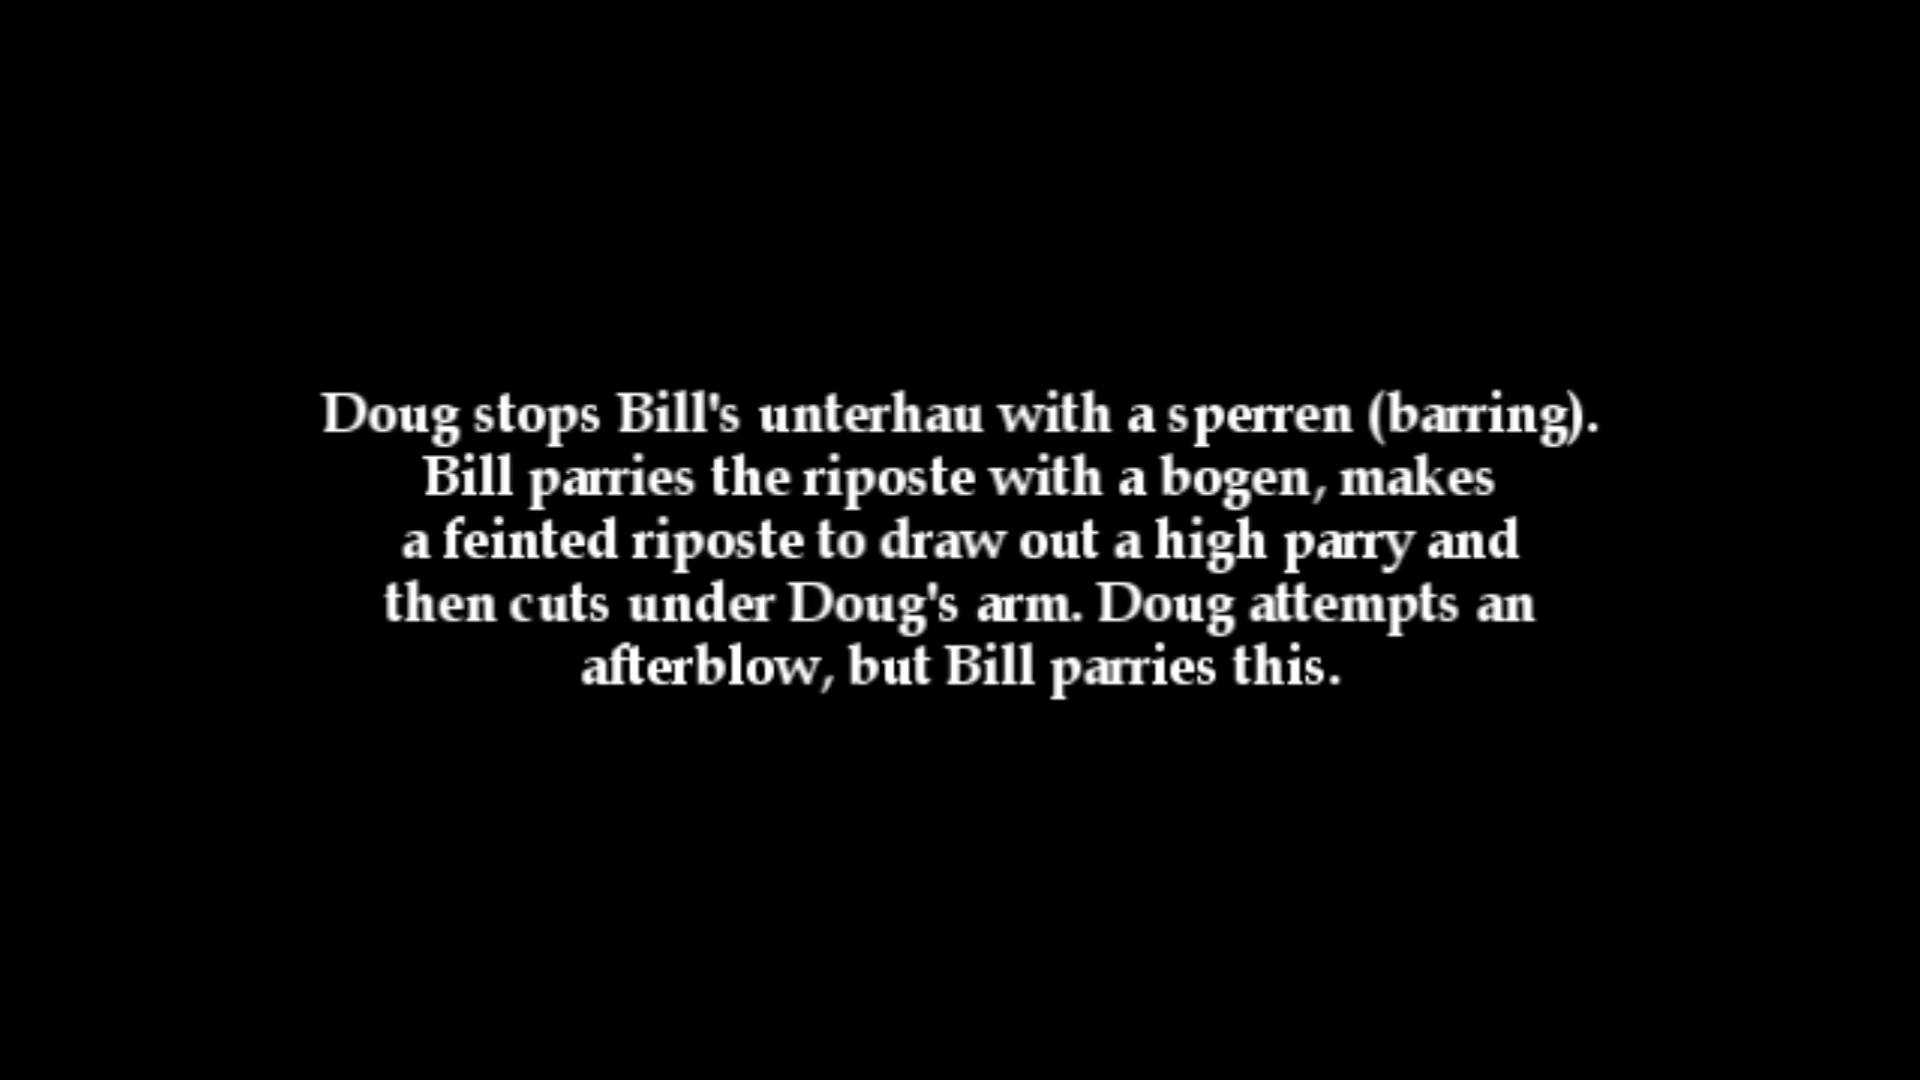 Doug stops Bill's unterhau with a sperren (barring).
Bill parries the riposte with a bogen, makes
a feinted riposte to draw out a high parry and
then cuts under Doug's arm. Doug attempts an
afterblow, but Bill parries this.